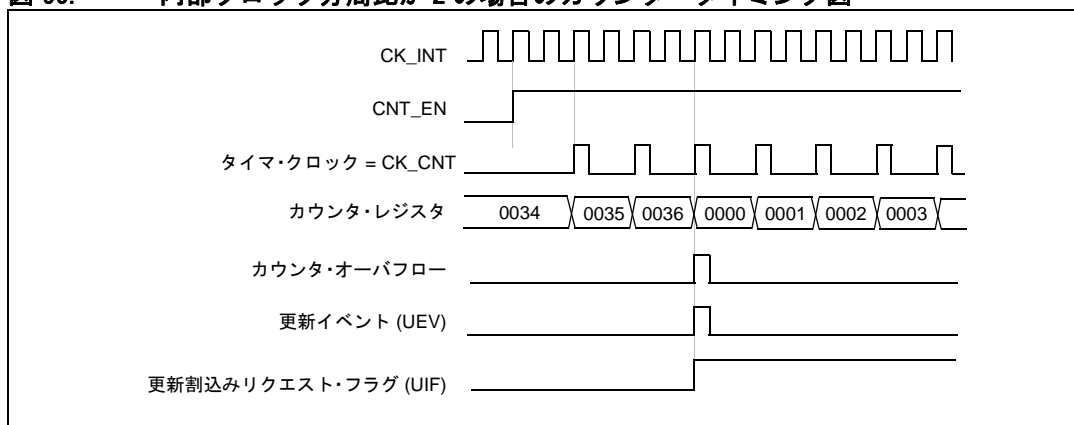 CK_INT
CNT_EN
タイマ・クロック = CK_CNT
カウンタ・レジスタ 0034 0035 0036 0000 0001 0002 0003
カウンタ・オーバフロー
更新イベント (UEV)
更新割込みリクエスト・フラグ (UIF)